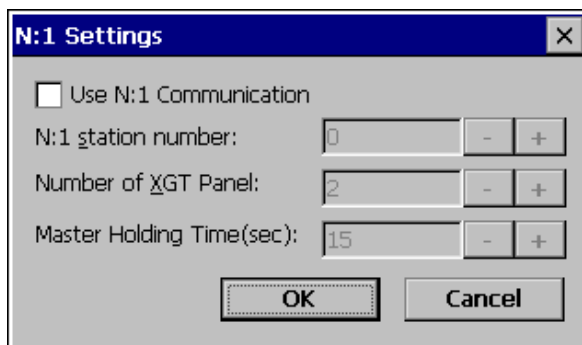 N:1 Settings
Use N:1 Communication
N:1 station number: 0 - +
Number of XGT Panel: 2 - +
Master Holding Time(sec): 15 - +
OK Cancel